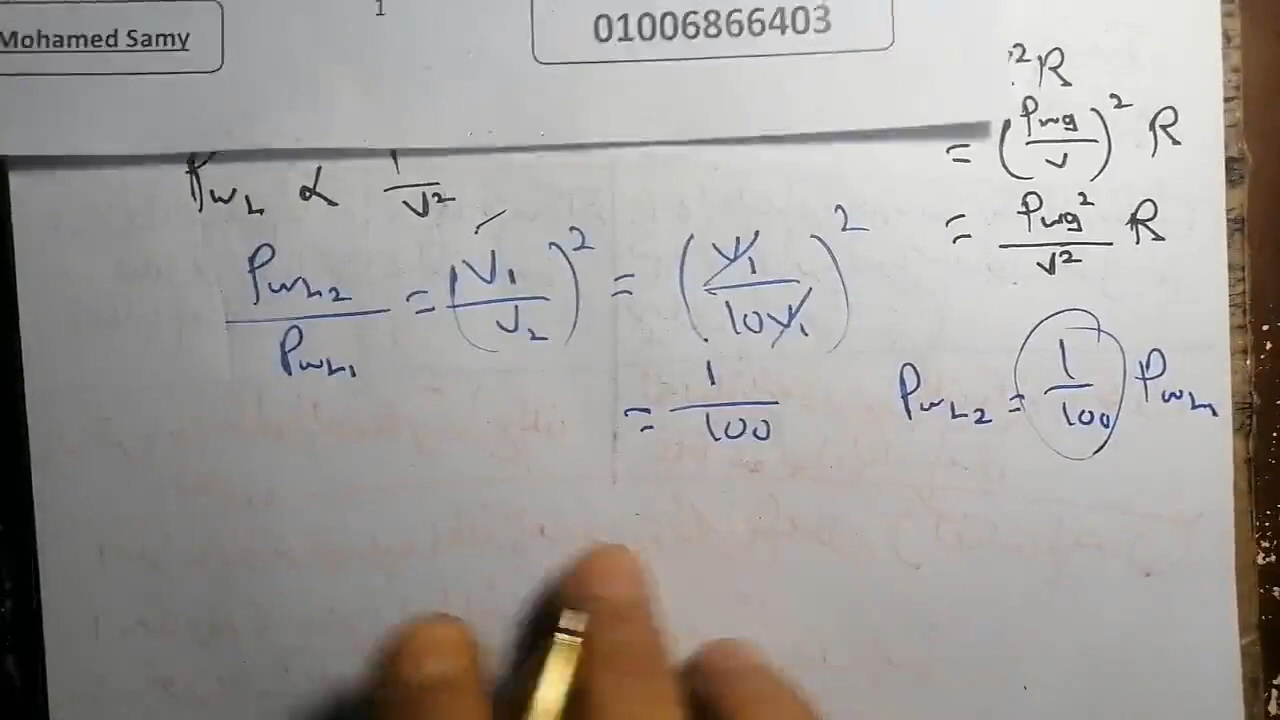 Mohamed Samy
1
01006866403
²R
= (Pwg / V)² R
= Pwg² / V² R
PwL ∝ 1 / V²
PwL2 / PwL1 = (V1 / V2)² = (V1 / 10V1)²
= 1 / 100
PwL2 = 1 / 100 PwL1